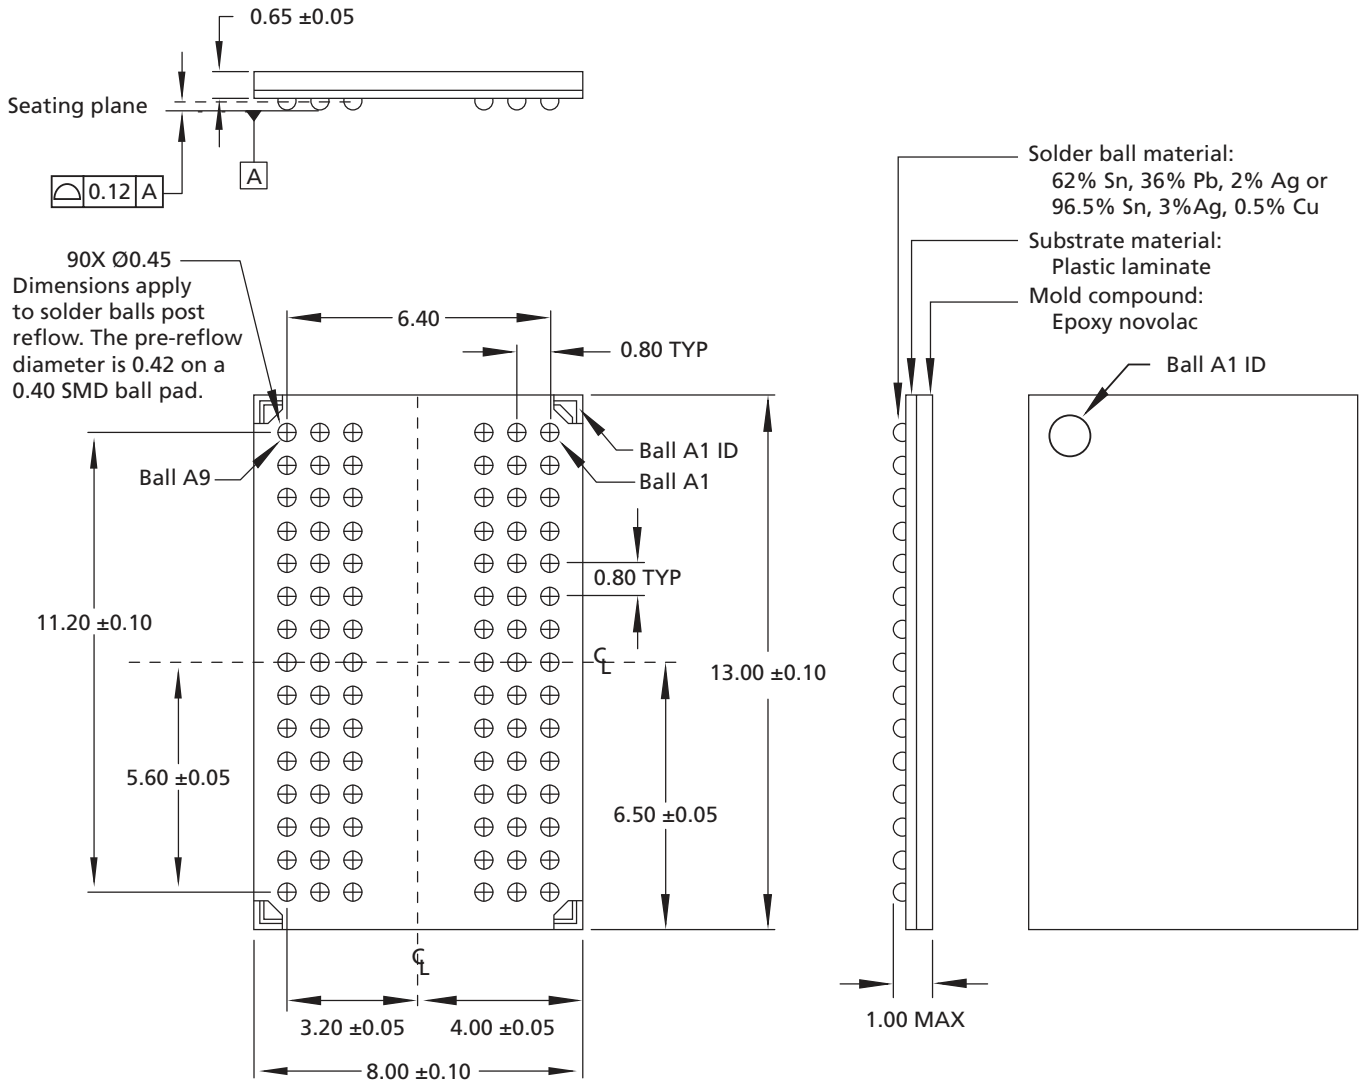 0.65 ±0.05
Seating plane
A
0.12 A
90X Ø0.45
Dimensions apply
to solder balls post
reflow. The pre-reflow
diameter is 0.42 on a
0.40 SMD ball pad.
6.40
0.80 TYP
Ball A1 ID
Ball A1
Ball A9
0.80 TYP
11.20 ±0.10
CL
13.00 ±0.10
5.60 ±0.05
6.50 ±0.05
CL
3.20 ±0.05
4.00 ±0.05
8.00 ±0.10
Solder ball material:
62% Sn, 36% Pb, 2% Ag or
96.5% Sn, 3%Ag, 0.5% Cu
Substrate material:
Plastic laminate
Mold compound:
Epoxy novolac
Ball A1 ID
1.00 MAX